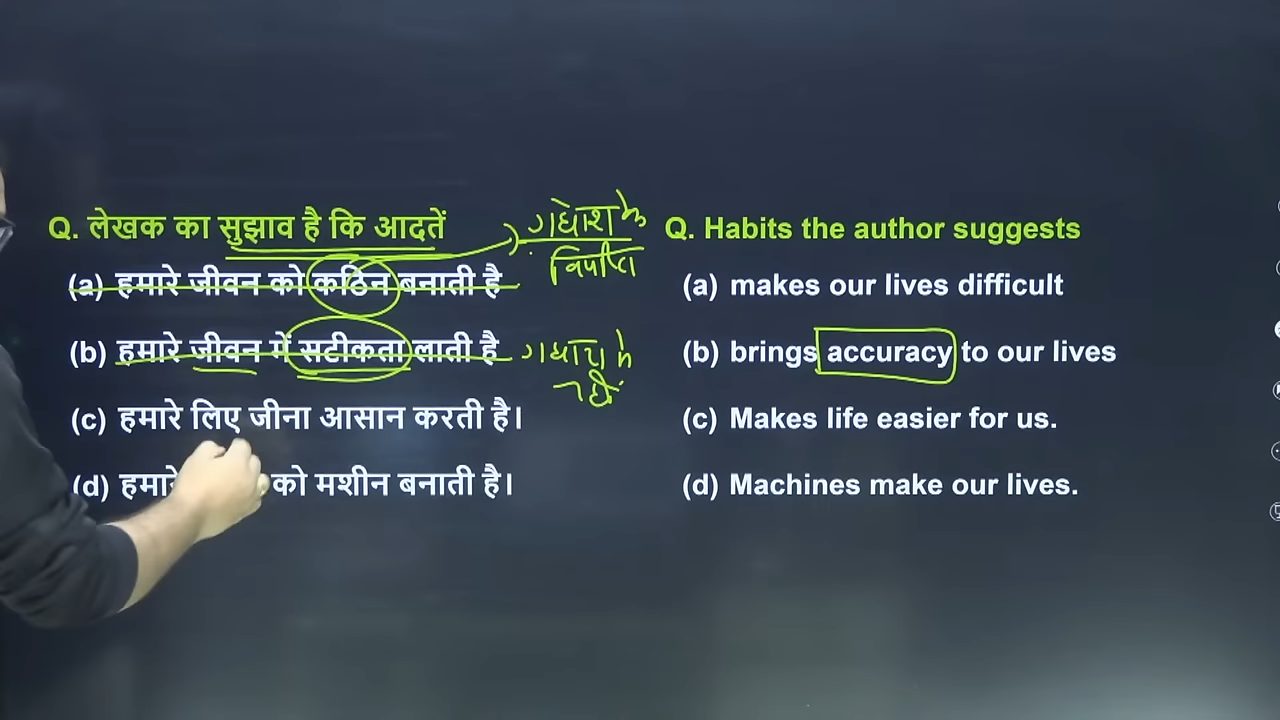 Q. लेखक का सुझाव है कि आदतें
(a) हमारे जीवन को कठिन बनाती है
(b) हमारे जीवन में सटीकता लाती है
(c) हमारे लिए जीना आसान करती है।
(d) हमारे को मशीन बनाती है।
गद्यांश के
विपरीत
गद्यांश में
नहीं
Q. Habits the author suggests
(a) makes our lives difficult
(b) brings accuracy to our lives
(c) Makes life easier for us.
(d) Machines make our lives.